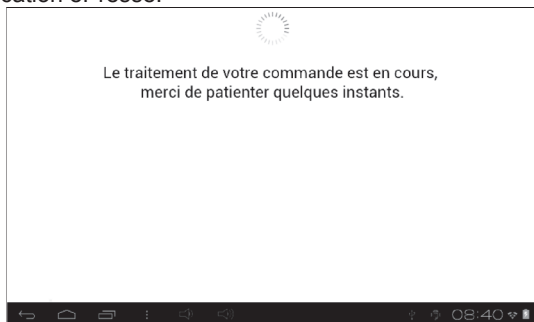 Le traitement de votre commande est en cours,
merci de patienter quelques instants.
08:40